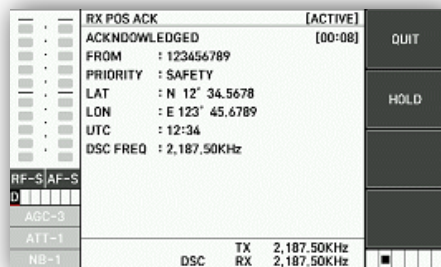 RX POS ACK [ACTIVE]
ACKNDOWLEDGED [00:08]
FROM : 123456789
PRIORITY : SAFETY
LAT : N 12° 34.5678
LON : E 123° 45.6789
UTC : 12:34
DSC FREQ : 2,187.50KHz
QUIT
HOLD
RF-S AF-S
D
AGC-3
ATT-1
NB-1
TX 2,187.50KHz
DSC RX 2,187.50KHz